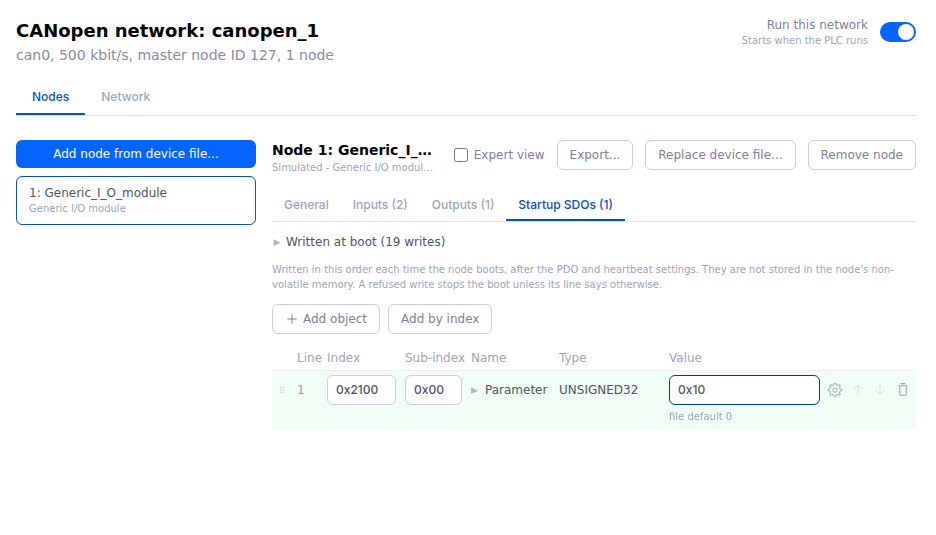 CANopen network: canopen_1
can0, 500 kbit/s, master node ID 127, 1 node
Run this network
Starts when the PLC runs
Nodes
Network
Add node from device file...
1: Generic_I_O_module
Generic I/O module
Node 1: Generic_I_...
Simulated - Generic I/O modul...
Expert view
Export...
Replace device file...
Remove node
General
Inputs (2)
Outputs (1)
Startup SDOs (1)
Written at boot (19 writes)
Written in this order each time the node boots, after the PDO and heartbeat settings. They are not stored in the node's non-
volatile memory. A refused write stops the boot unless its line says otherwise.
Add object
Add by index
Line Index Sub-index Name Type Value
1 0x2100 0x00 Parameter UNSIGNED32 0x10
file default 0